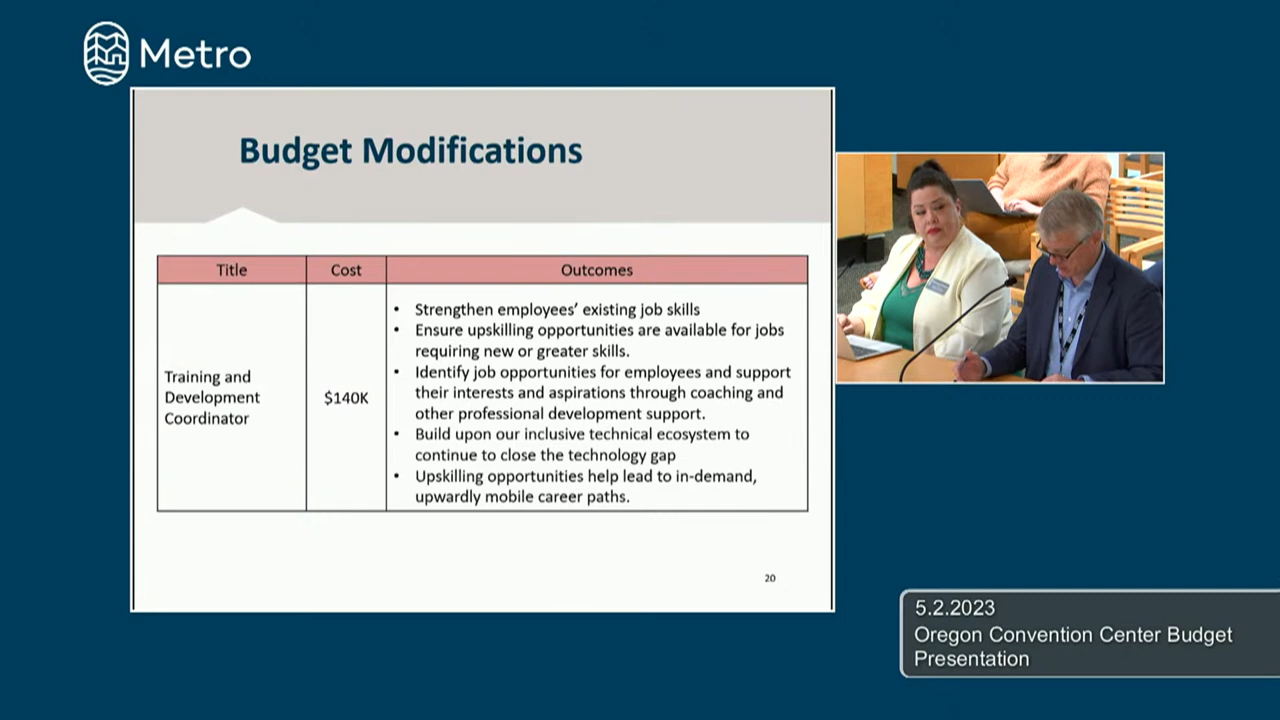 Metro
Budget Modifications
Title
Cost
Outcomes
Training and
Development
Coordinator
$140K
• Strengthen employees’ existing job skills
• Ensure upskilling opportunities are available for jobs
requiring new or greater skills.
• Identify job opportunities for employees and support
their interests and aspirations through coaching and
other professional development support.
• Build upon our inclusive technical ecosystem to
continue to close the technology gap
• Upskilling opportunities help lead to in-demand,
upwardly mobile career paths.
20
5.2.2023
Oregon Convention Center Budget
Presentation